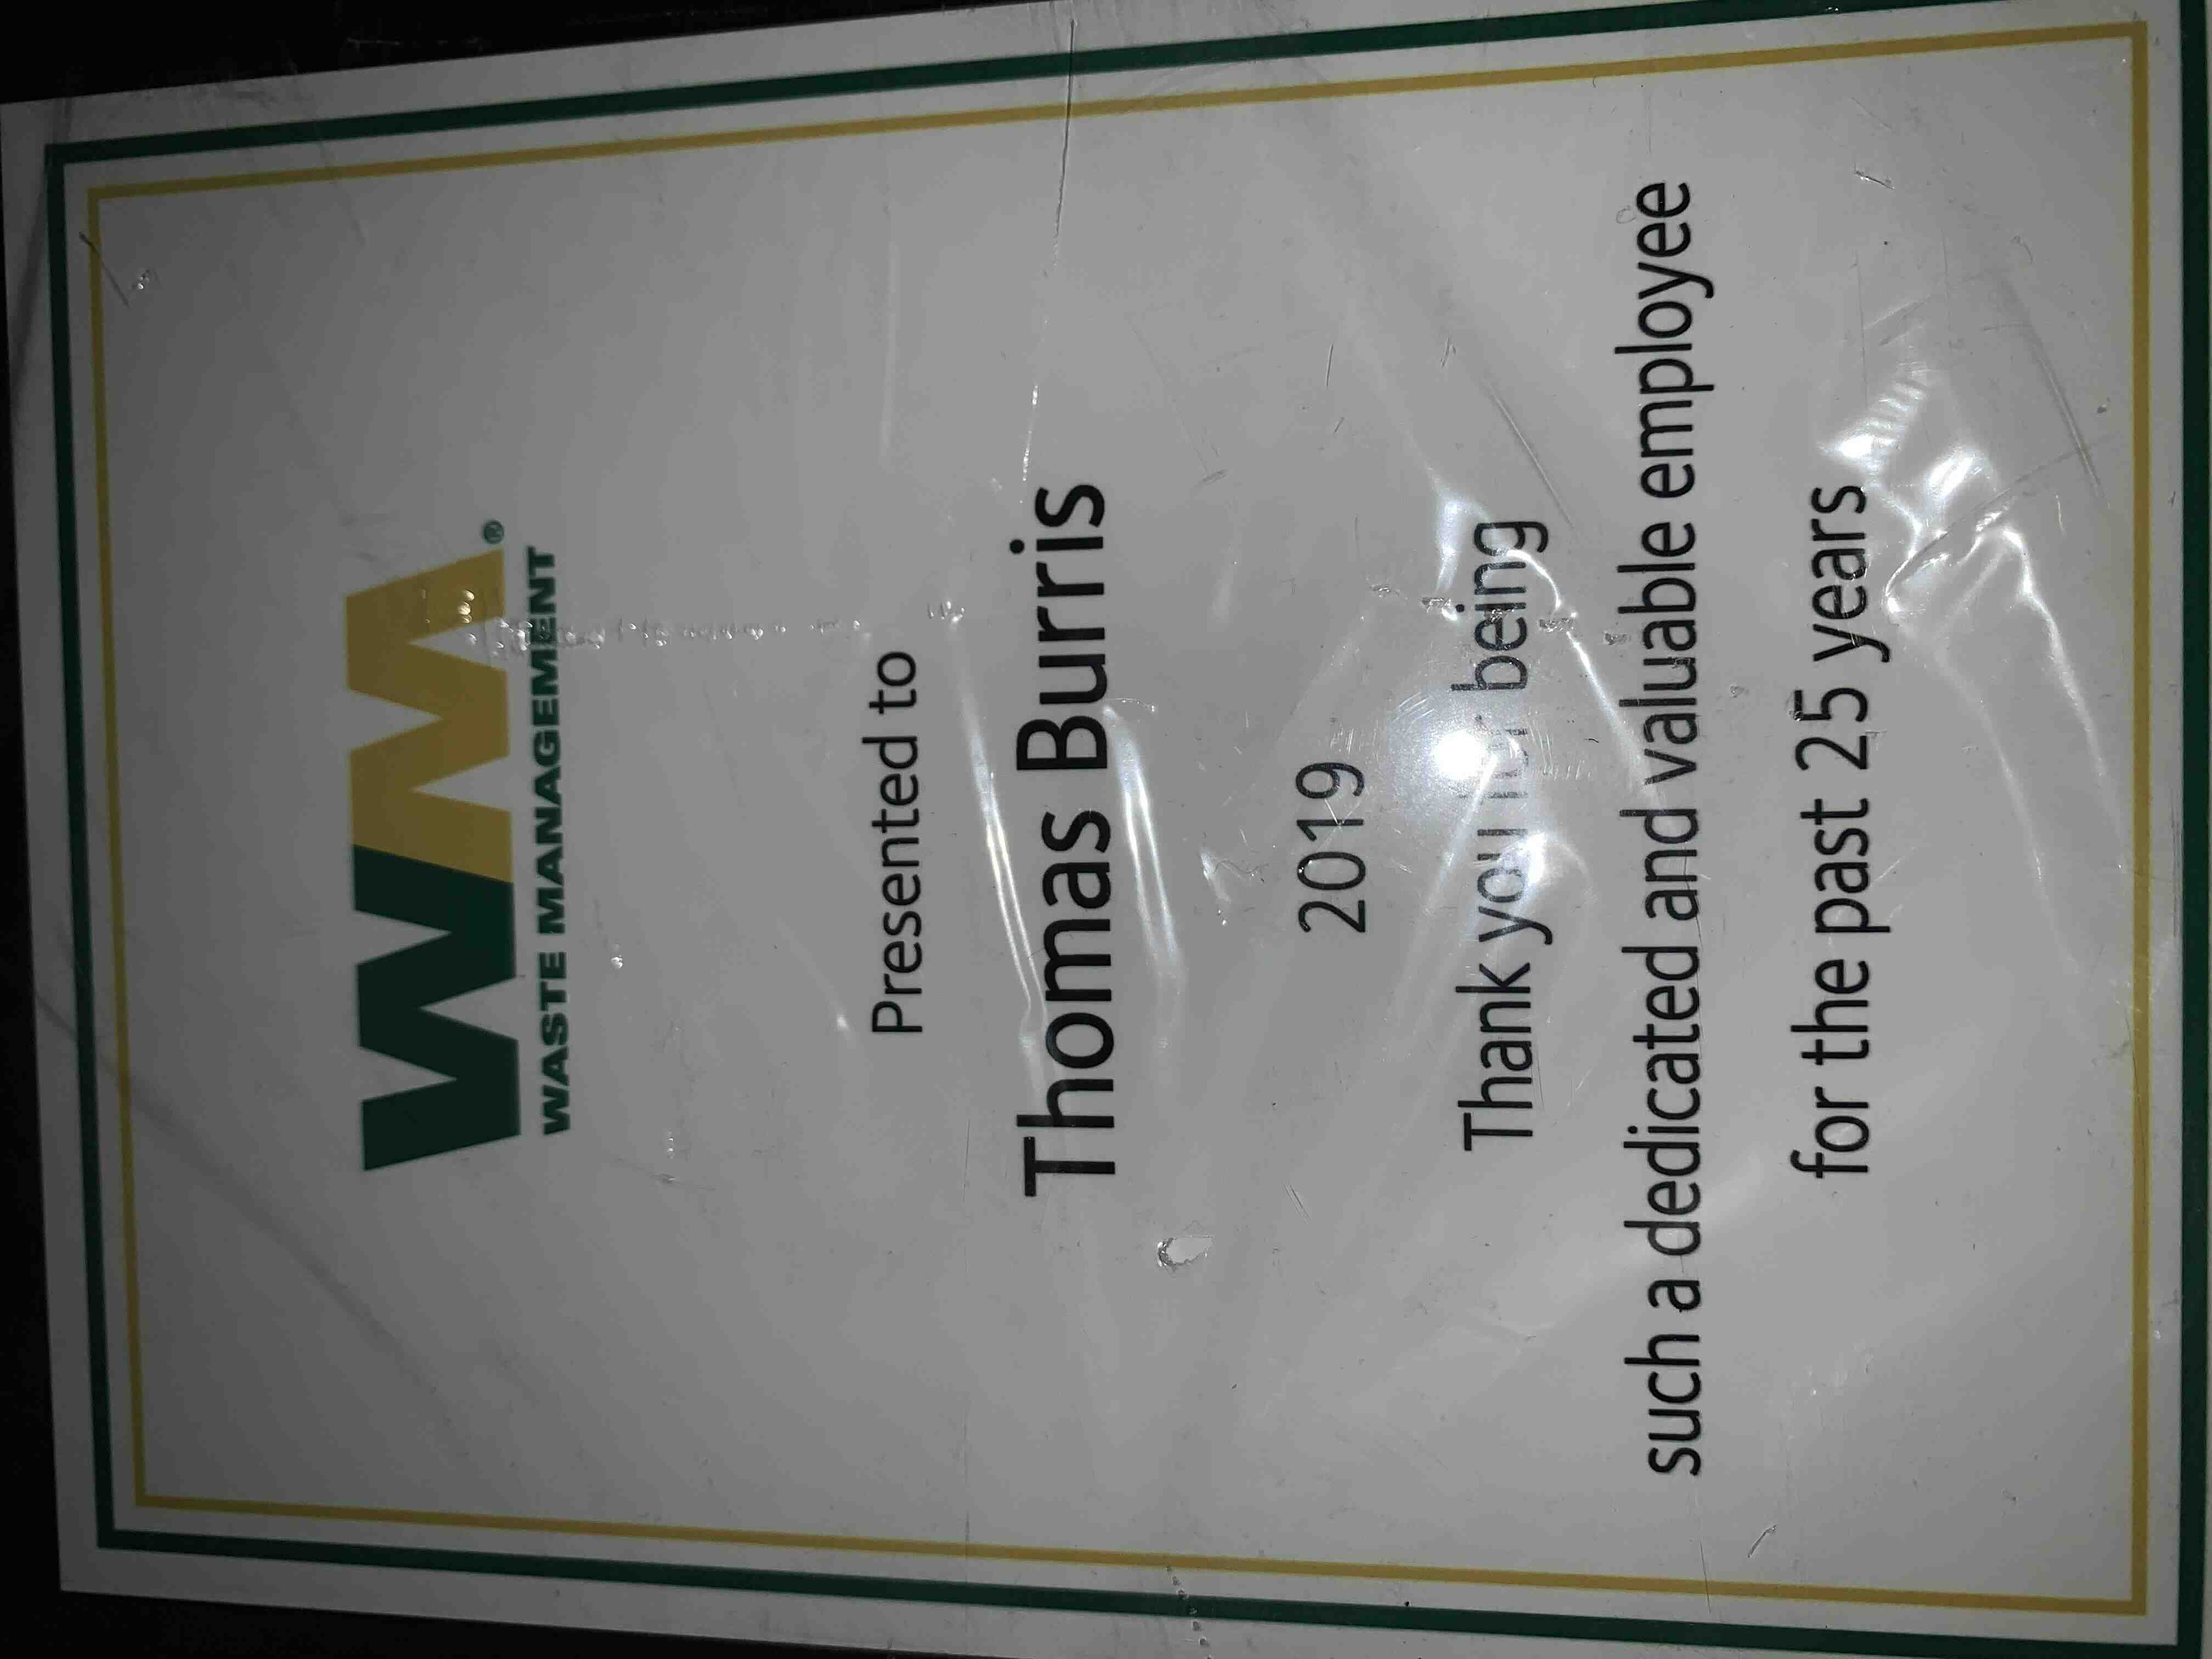 WM®
WASTE MANAGEMENT
Presented to
Thomas Burris
2019
Thank you for being
such a dedicated and valuable employee
for the past 25 years